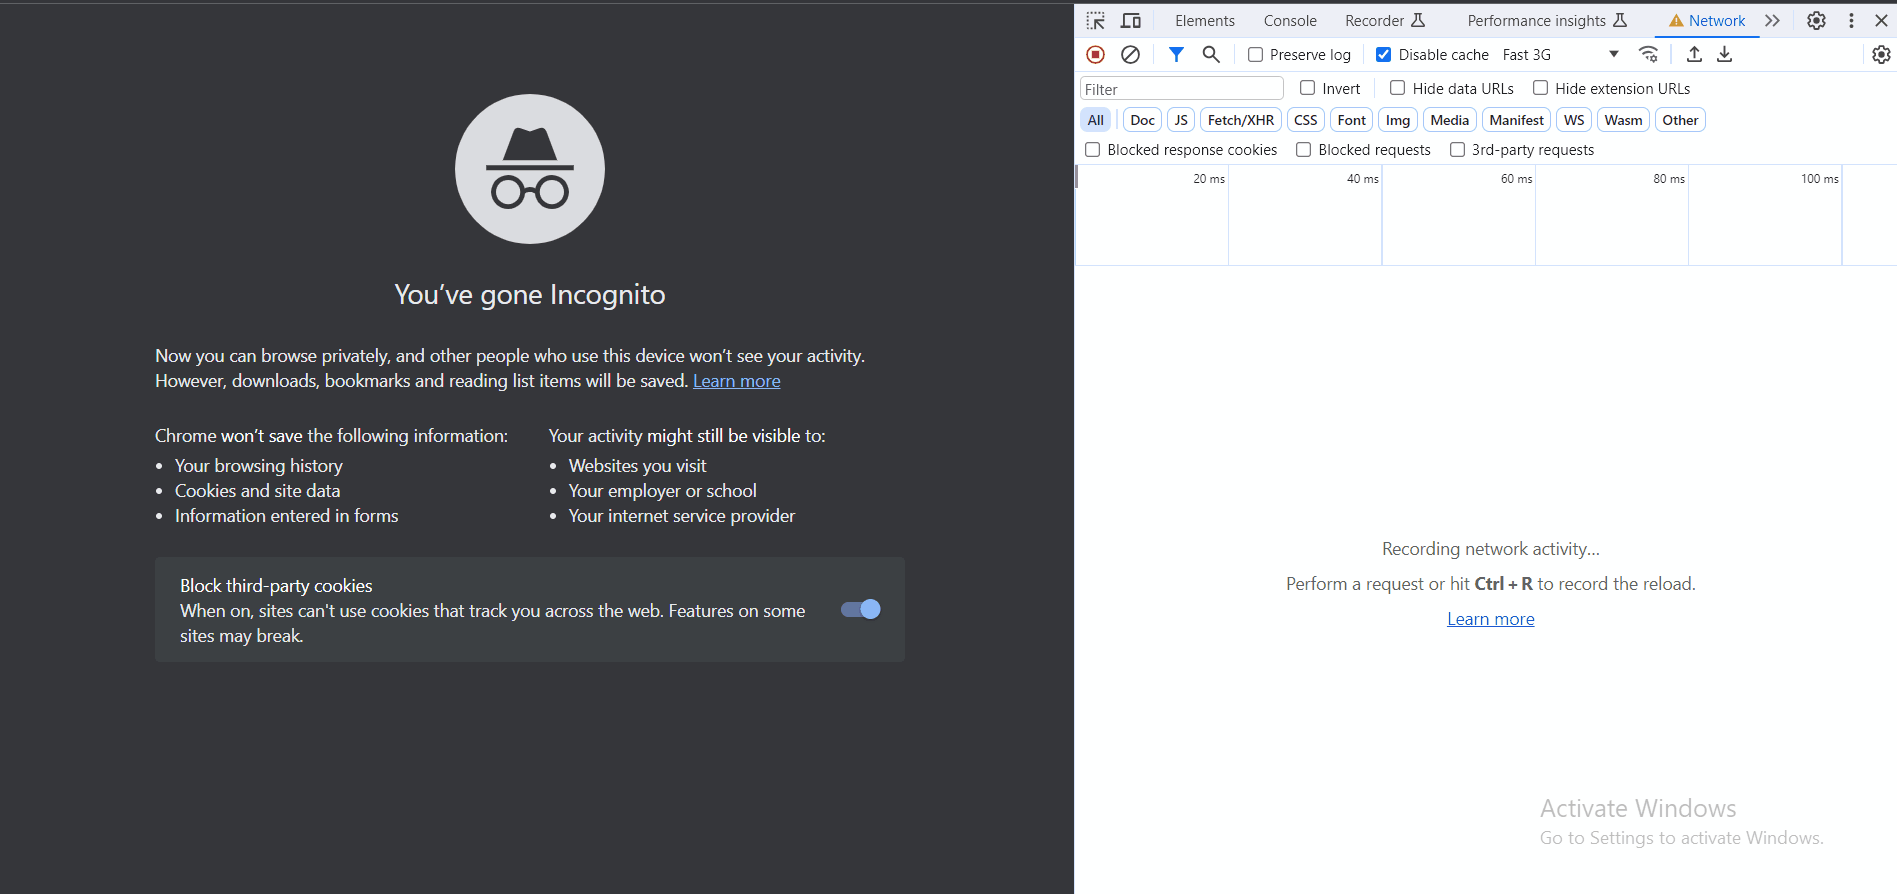 You've gone Incognito
Now you can browse privately, and other people who use this device won't see your activity.
However, downloads, bookmarks and reading list items will be saved. Learn more
Chrome won't save the following information:
Your browsing history
Cookies and site data
Information entered in forms
Your activity might still be visible to:
Websites you visit
Your employer or school
Your internet service provider
Block third-party cookies
When on, sites can't use cookies that track you across the web. Features on some
sites may break.
Elements Console Recorder Performance insights Network
Preserve log Disable cache Fast 3G
Filter Invert Hide data URLs Hide extension URLs
All Doc JS Fetch/XHR CSS Font Img Media Manifest WS Wasm Other
Blocked response cookies Blocked requests 3rd-party requests
20 ms 40 ms 60 ms 80 ms 100 ms
Recording network activity…
Perform a request or hit Ctrl + R to record the reload.
Learn more
Activate Windows
Go to Settings to activate Windows.